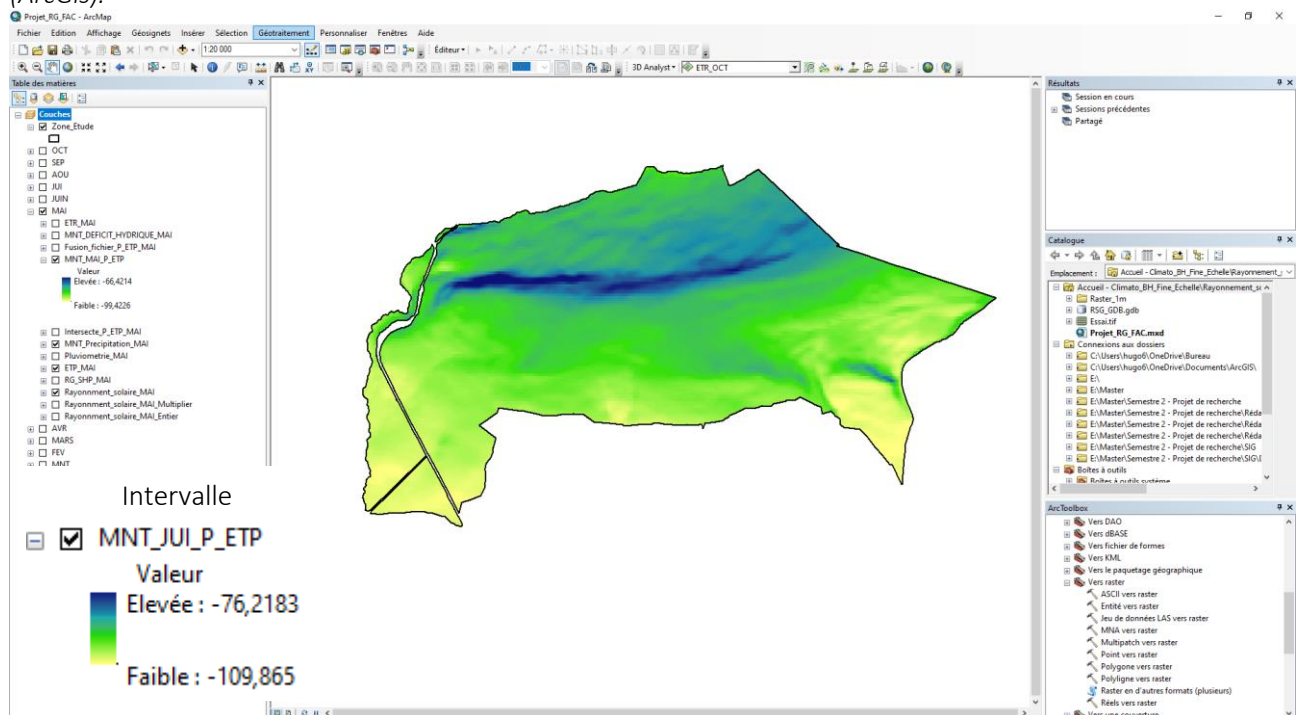 (ArcGis).
Projet_RG_FAC - ArcMap
Fichier Edition Affichage Géosignets Insérer Sélection Géotraitement Personnaliser Fenêtres Aide
1:20 000
Éditeur
3D Analyst
ETR_OCT
Table des matières
Couches
Zone_Etude
OCT
SEP
AOU
JUI
JUIN
MAI
ETR_MAI
MNT_DEFICIT_HYDRIQUE_MAI
Fusion_fichier_P_ETP_MAI
MNT_MAI_P_ETP
Valeur
Elevée : -66,4214
Faible : -99,4226
Intersecte_P_ETP_MAI
MNT_Precipitation_MAI
Pluviometrie_MAI
ETP_MAI
RG_SHP_MAI
Rayonnment_solaire_MAI
Rayonnment_solaire_MAI_Multiplier
Rayonnment_solaire_MAI_Entier
AVR
MARS
FEV
MNT
Intervalle
MNT_JUI_P_ETP
Valeur
Elevée : -76,2183
Faible : -109,865
Résultats
Session en cours
Sessions précédentes
Partagé
Catalogue
Emplacement : Accueil - Climato_BH_Fine_Echelle\Rayonnement_
Accueil - Climato_BH_Fine_Echelle\Rayonnement_s
Raster_1m
RSG_GDB.gdb
Essai.tif
Projet_RG_FAC.mxd
Connexions aux dossiers
C:\Users\hugo6\OneDrive\Bureau
C:\Users\hugo6\OneDrive\Documents\ArcGIS\
E:\
E:\Master
E:\Master\Semestre 2 - Projet de recherche
E:\Master\Semestre 2 - Projet de recherche\Réda
E:\Master\Semestre 2 - Projet de recherche\Réda
E:\Master\Semestre 2 - Projet de recherche\Réda
E:\Master\Semestre 2 - Projet de recherche\SIG
E:\Master\Semestre 2 - Projet de recherche\SIG\
Boîtes à outils
Boîtes à outils système
ArcToolbox
Vers DAO
Vers dBASE
Vers fichier de formes
Vers KML
Vers le paquetage géographique
Vers raster
ASCII vers raster
Entité vers raster
Jeu de données LAS vers raster
MNA vers raster
Multipatch vers raster
Point vers raster
Polygone vers raster
Polyligne vers raster
Raster en d'autres formats (plusieurs)
Réels vers raster
Vers une couverture